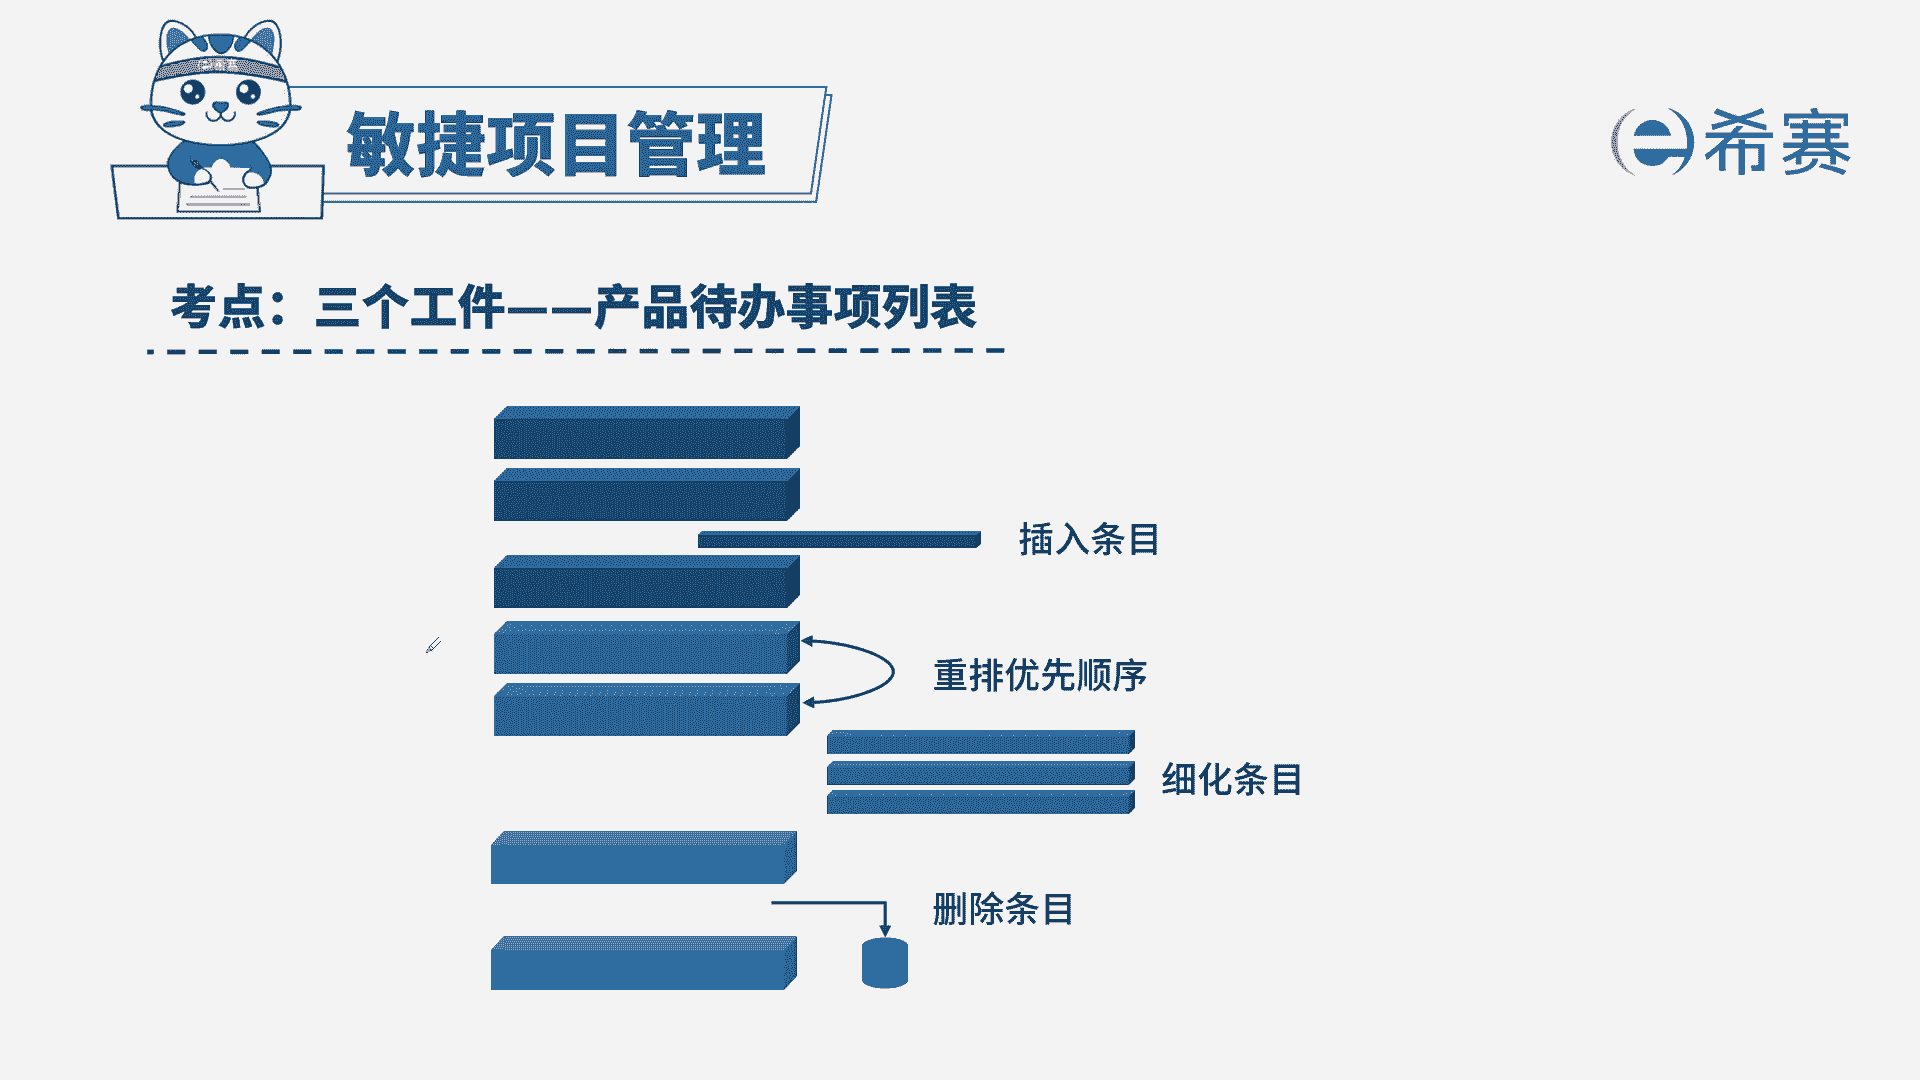 敏捷项目管理
希赛
考点：三个工件——产品待办事项列表
插入条目
重排优先顺序
细化条目
删除条目